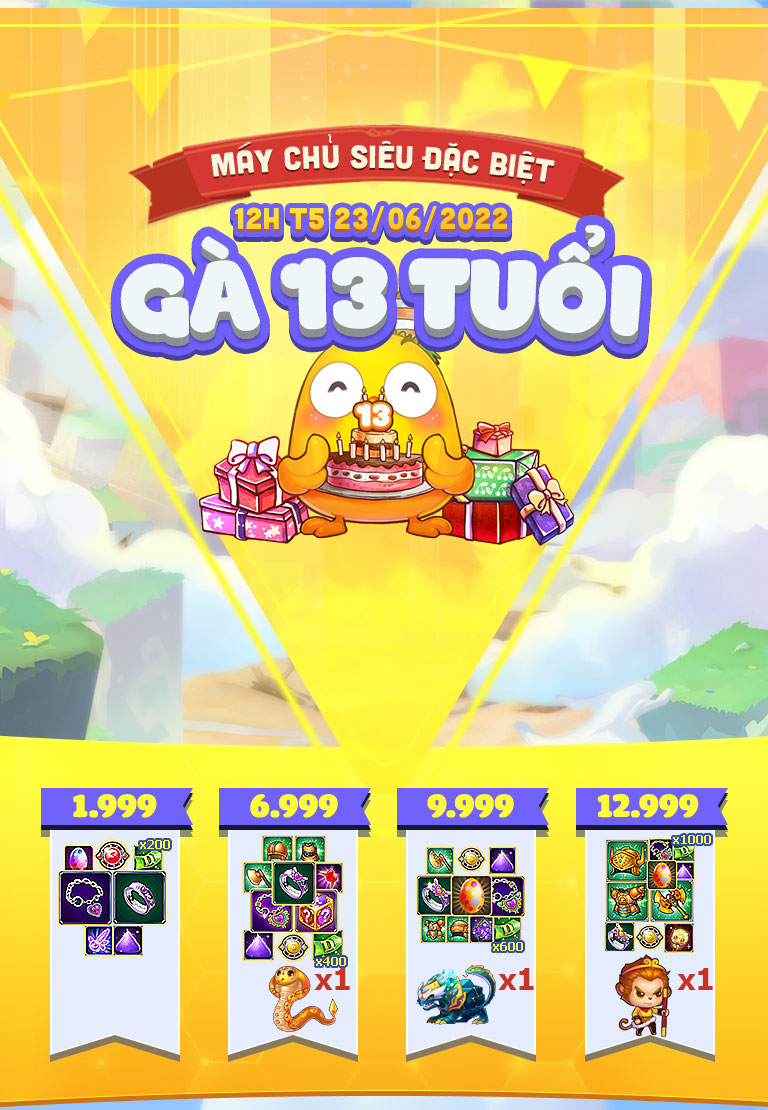 MÁY CHỦ SIÊU ĐẶC BIỆT
12H T5 23/06/2022
GÀ 13 TUỔI
13
1.999
6.999
9.999
12.999
13
x200
x400
x1
x600
x1
x1000
x1